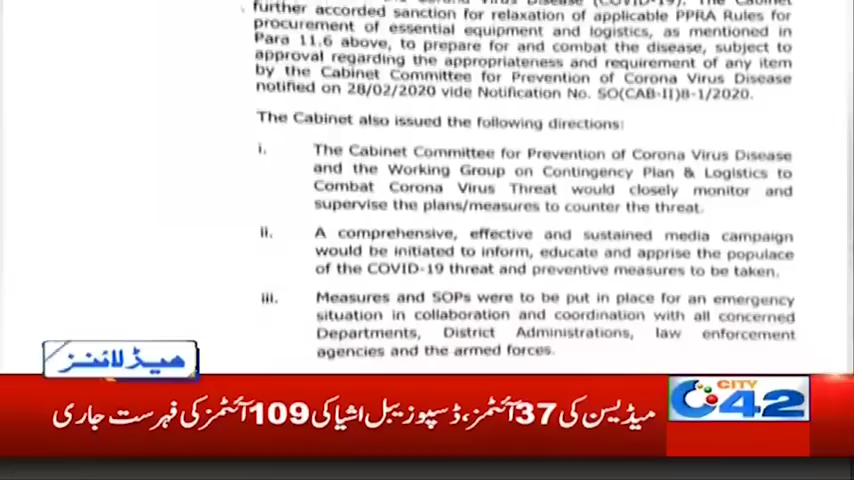 further accorded sanction for relaxation of applicable PPRA Rules for
procurement of essential equipment and logistics, as mentioned in
Para 11.6 above, to prepare for and combat the disease, subject to
approval regarding the appropriateness and requirement of any item
by the Cabinet Committee for Prevention of Corona Virus Disease
notified on 28/02/2020 vide Notification No. SO(CAB-II)8-1/2020.
The Cabinet also issued the following directions:
i. The Cabinet Committee for Prevention of Corona Virus Disease
and the Working Group on Contingency Plan & Logistics to
Combat Corona Virus Threat would closely monitor and
supervise the plans/measures to counter the threat.
ii. A comprehensive, effective and sustained media campaign
would be initiated to inform, educate and apprise the populace
of the COVID-19 threat and preventive measures to be taken.
iii. Measures and SOPs were to be put in place for an emergency
situation in collaboration and coordination with all concerned
Departments, District Administrations, law enforcement
agencies and the armed forces.
ہیڈلائنز
میڈیسن کی 37 آئٹمز، ڈسپوزیبل اشیا کی 109 آئٹمز کی فہرست جاری
CITY
42